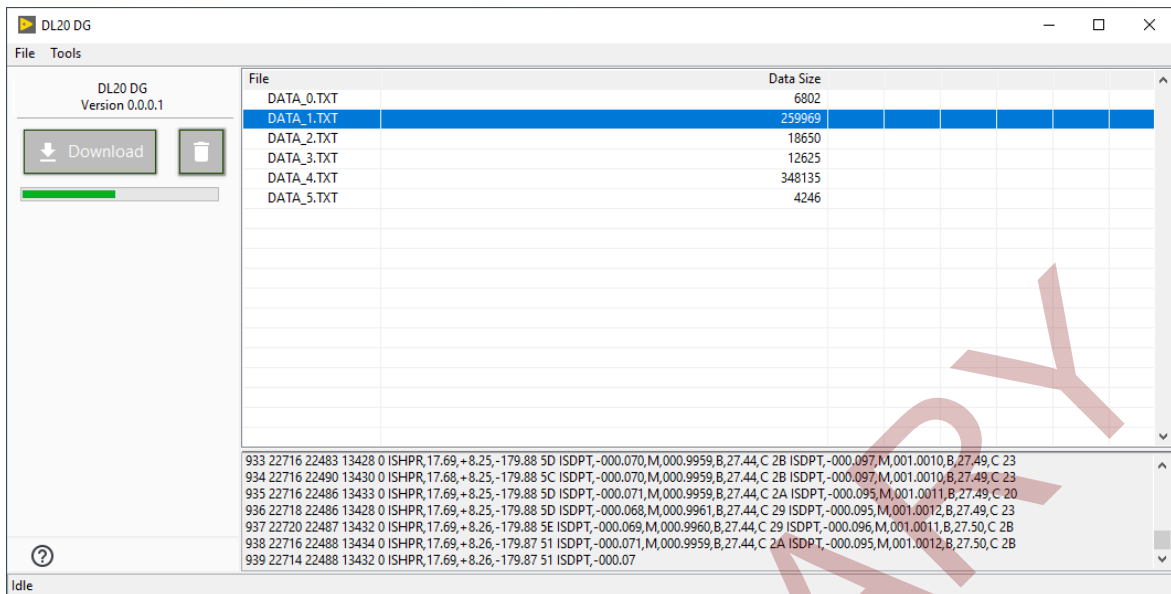 DL20 DG
File Tools
DL20 DG
Version 0.0.0.1
Download
File Data Size
DATA_0.TXT 6802
DATA_1.TXT 259969
DATA_2.TXT 18650
DATA_3.TXT 12625
DATA_4.TXT 348135
DATA_5.TXT 4246
933 22716 22483 13428 0 ISHPR,17.69,+8.25,-179.88 5D ISDPT,-000.070,M,000.9959,B,27.44,C 2B ISDPT,-000.097,M,001.0010,B,27.49,C 23
934 22716 22490 13430 0 ISHPR,17.68,+8.25,-179.88 5C ISDPT,-000.070,M,000.9959,B,27.44,C 2B ISDPT,-000.097,M,001.0010,B,27.49,C 23
935 22716 22486 13433 0 ISHPR,17.69,+8.25,-179.88 5D ISDPT,-000.071,M,000.9959,B,27.44,C 2A ISDPT,-000.095,M,001.0011,B,27.49,C 20
936 22718 22486 13428 0 ISHPR,17.69,+8.25,-179.88 5D ISDPT,-000.068,M,000.9961,B,27.44,C 29 ISDPT,-000.095,M,001.0012,B,27.49,C 23
937 22720 22487 13432 0 ISHPR,17.69,+8.26,-179.88 5E ISDPT,-000.069,M,000.9960,B,27.44,C 29 ISDPT,-000.096,M,001.0011,B,27.50,C 2B
938 22716 22488 13434 0 ISHPR,17.69,+8.26,-179.87 51 ISDPT,-000.071,M,000.9959,B,27.44,C 2A ISDPT,-000.095,M,001.0012,B,27.50,C 2B
939 22714 22488 13432 0 ISHPR,17.69,+8.26,-179.87 51 ISDPT,-000.07
Idle
ARY